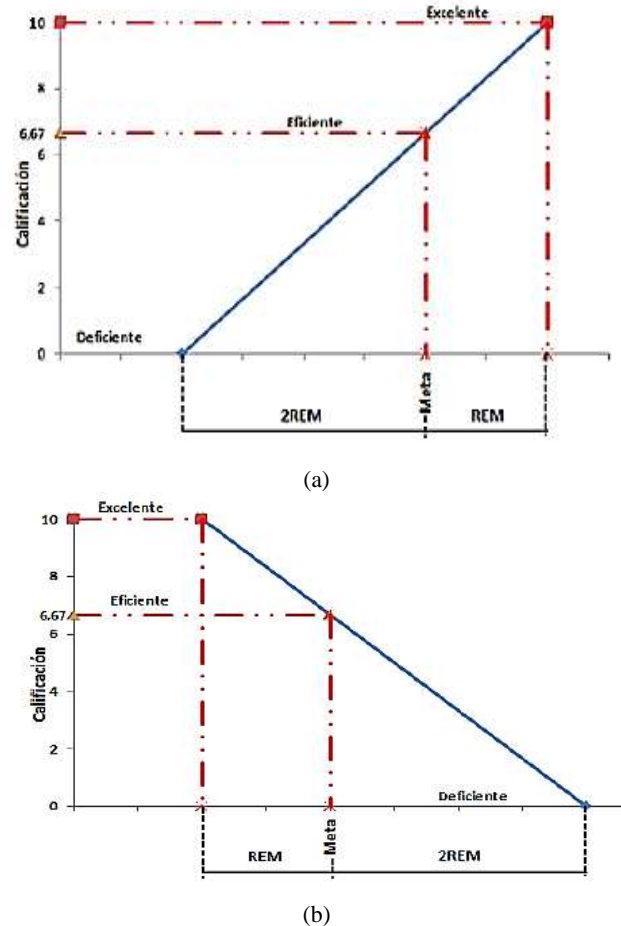 Excelente
10
8
Eficiente
6.67
6
4
Calificación
2
Deficiente
0
Meta
2REM
REM
(a)
Excelente
10
8
Eficiente
6.67
6
4
Calificación
2
Deficiente
0
Meta
REM
2REM
(b)